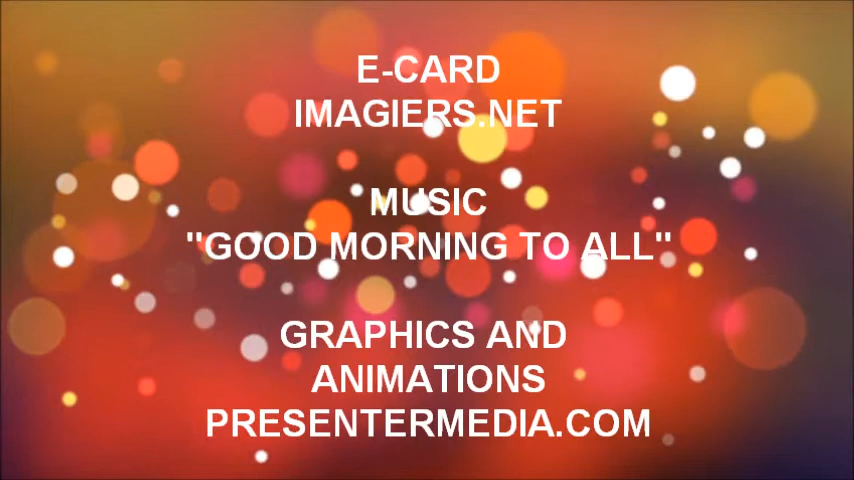 E-CARD
IMAGIERS.NET
MUSIC
"GOOD MORNING TO ALL"
GRAPHICS AND
ANIMATIONS
PRESENTERMEDIA.COM